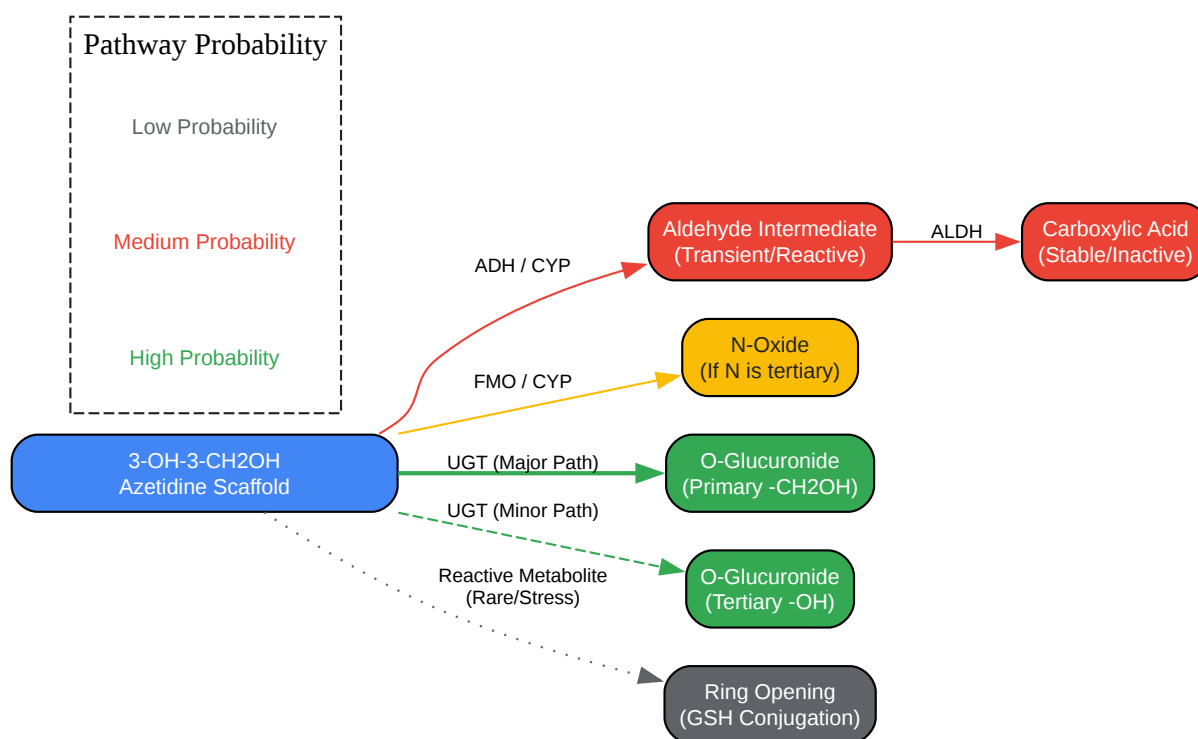 Pathway Probability
Low Probability
Medium Probability
High Probability
3-OH-3-CH2OH
Azetidine Scaffold
ADH / CYP
Aldehyde Intermediate
(Transient/Reactive)
ALDH
Carboxylic Acid
(Stable/Inactive)
FMO / CYP
N-Oxide
(If N is tertiary)
UGT (Major Path)
O-Glucuronide
(Primary -CH2OH)
UGT (Minor Path)
O-Glucuronide
(Tertiary -OH)
Reactive Metabolite
(Rare/Stress)
Ring Opening
(GSH Conjugation)